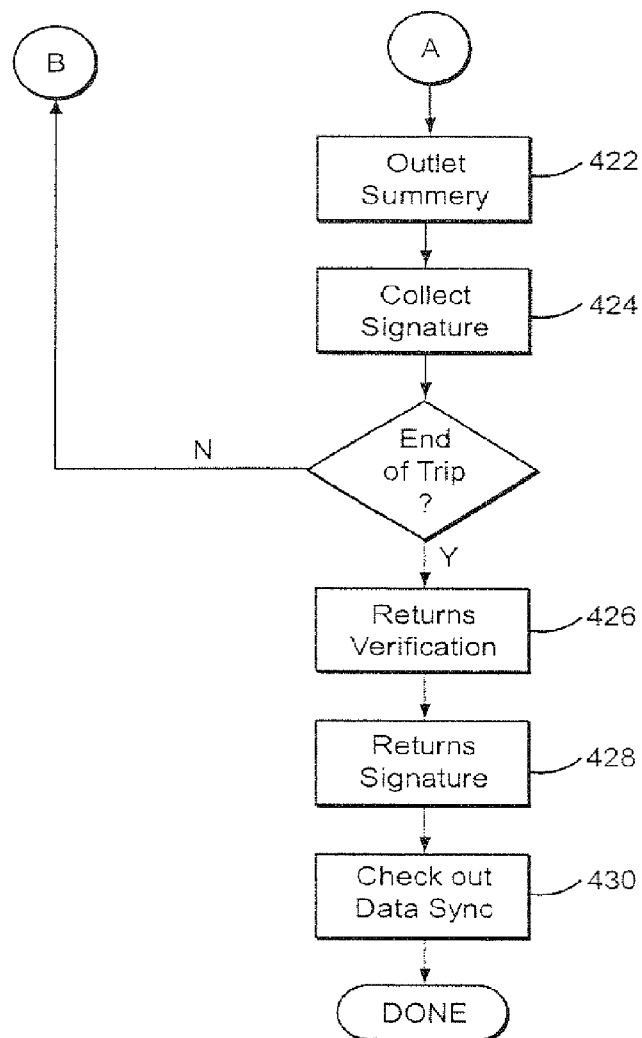 B
A
Outlet
Summery
422
Collect
Signature
424
End
of Trip
?
N
Y
Returns
Verification
426
Returns
Signature
428
Check out
Data Sync
430
DONE